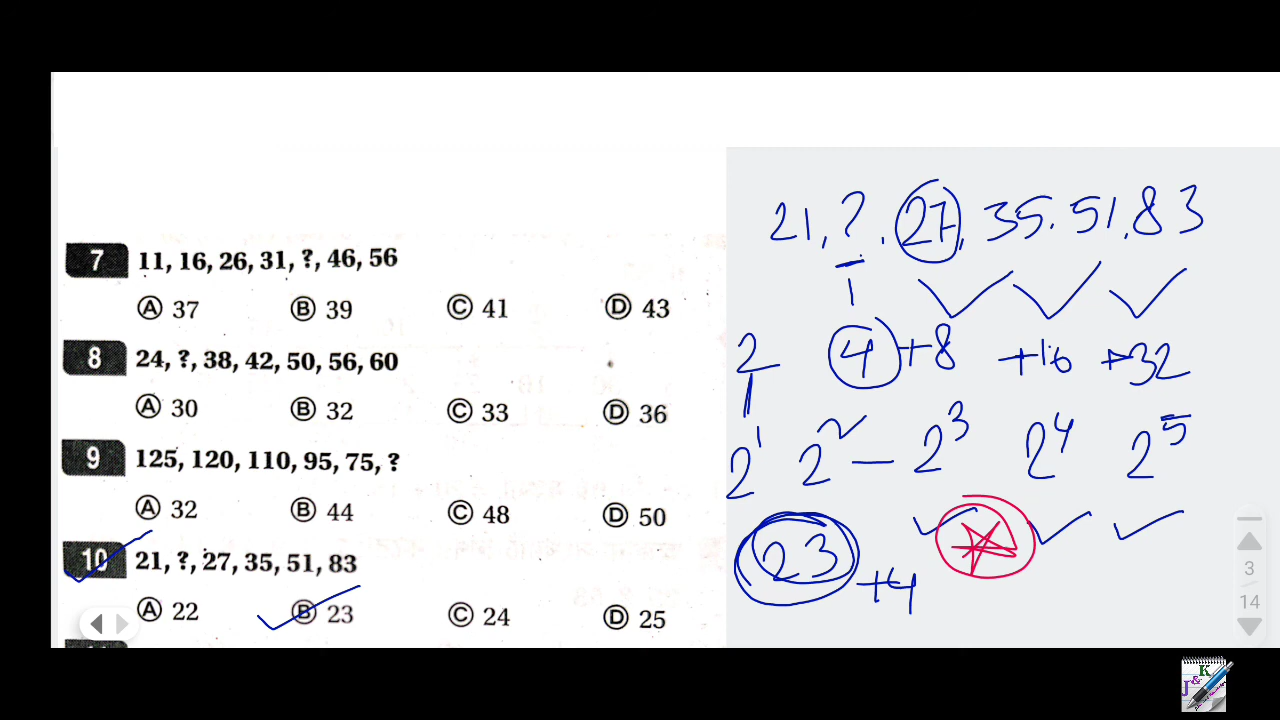 7 11, 16, 26, 31, ?, 46, 56
Ⓐ 37 Ⓑ 39 Ⓒ 41 Ⓓ 43
8 24, ?, 38, 42, 50, 56, 60
Ⓐ 30 Ⓑ 32 Ⓒ 33 Ⓓ 36
9 125, 120, 110, 95, 75, ?
Ⓐ 32 Ⓑ 44 Ⓒ 48 Ⓓ 50
10 21, ?, 27, 35, 51, 83
Ⓐ 22 Ⓑ 23 Ⓒ 24 Ⓓ 25
21, ?, 27, 35. 51, 83
2 4 +8 +16 +32
2¹ 2² – 2³ 2⁴ 2⁵
23 +4
3
14
J&K